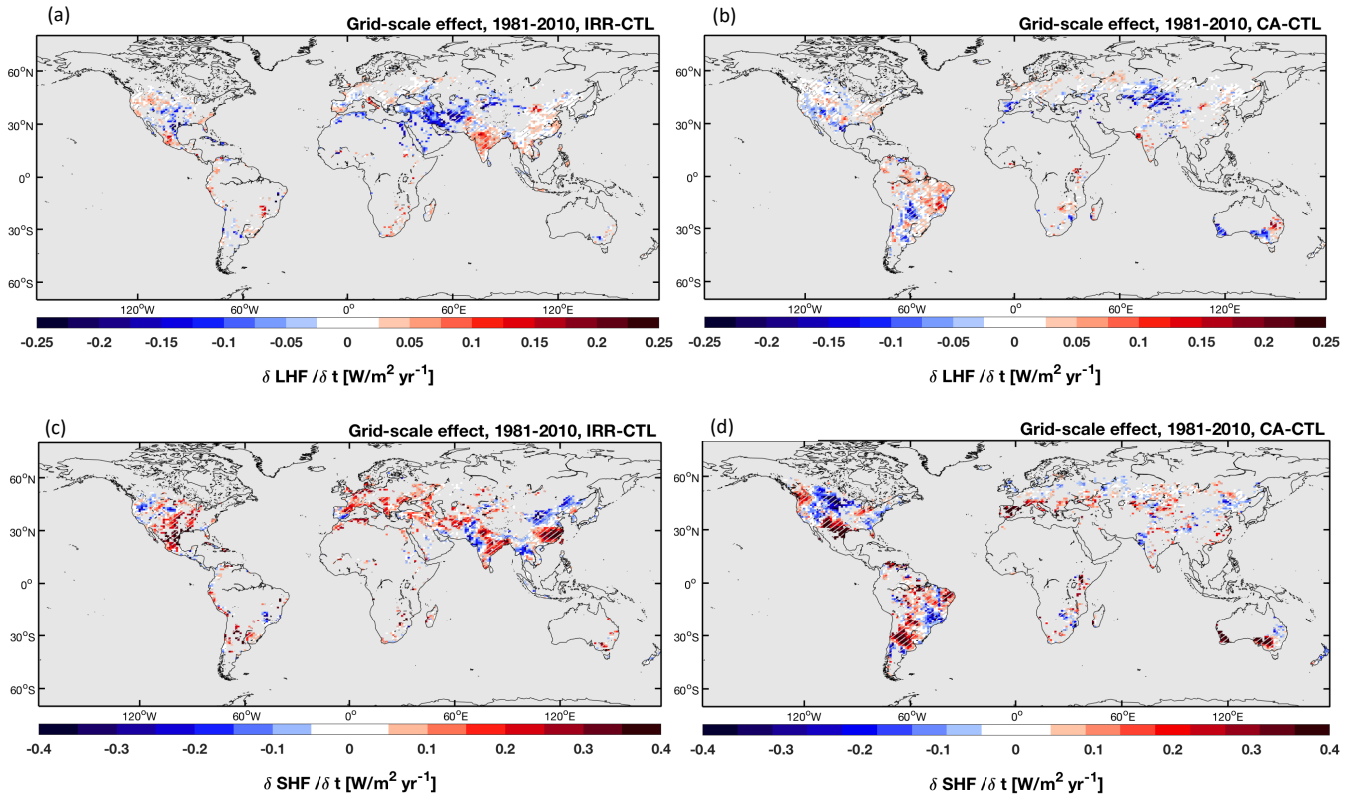 (a)
Grid-scale effect, 1981-2010, IRR-CTL
60°N
30°N
0°
30°S
60°S
120°W
60°W
0°
60°E
120°E
-0.25
-0.2
-0.15
-0.1
-0.05
0
0.05
0.1
0.15
0.2
0.25
δ LHF /δ t [W/m² yr⁻¹]
(b)
Grid-scale effect, 1981-2010, CA-CTL
60°N
30°N
0°
30°S
60°S
120°W
60°W
0°
60°E
120°E
-0.25
-0.2
-0.15
-0.1
-0.05
0
0.05
0.1
0.15
0.2
0.25
δ LHF /δ t [W/m² yr⁻¹]
(c)
Grid-scale effect, 1981-2010, IRR-CTL
60°N
30°N
0°
30°S
60°S
120°W
60°W
0°
60°E
120°E
-0.4
-0.3
-0.2
-0.1
0
0.1
0.2
0.3
0.4
δ SHF /δ t [W/m² yr⁻¹]
(d)
Grid-scale effect, 1981-2010, CA-CTL
60°N
30°N
0°
30°S
60°S
120°W
60°W
0°
60°E
120°E
-0.4
-0.3
-0.2
-0.1
0
0.1
0.2
0.3
0.4
δ SHF /δ t [W/m² yr⁻¹]